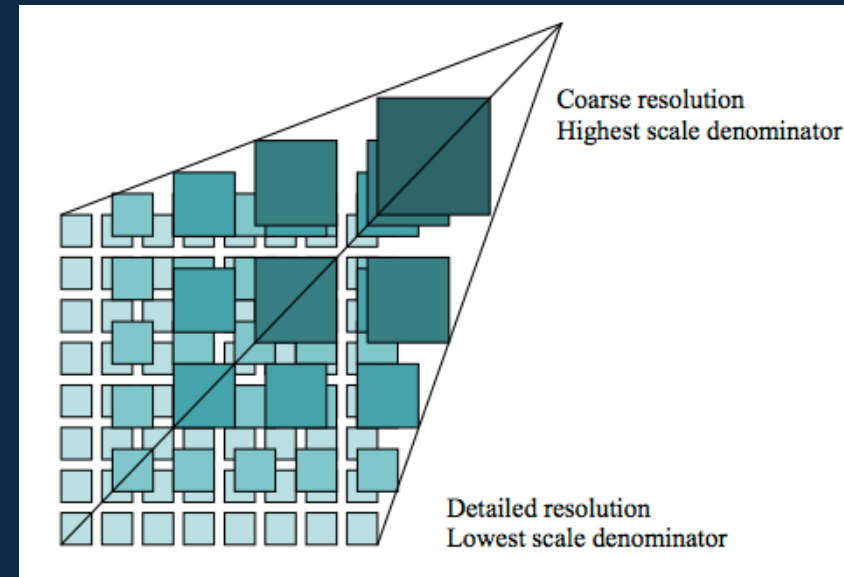 Coarse resolution
Highest scale denominator
Detailed resolution
Lowest scale denominator